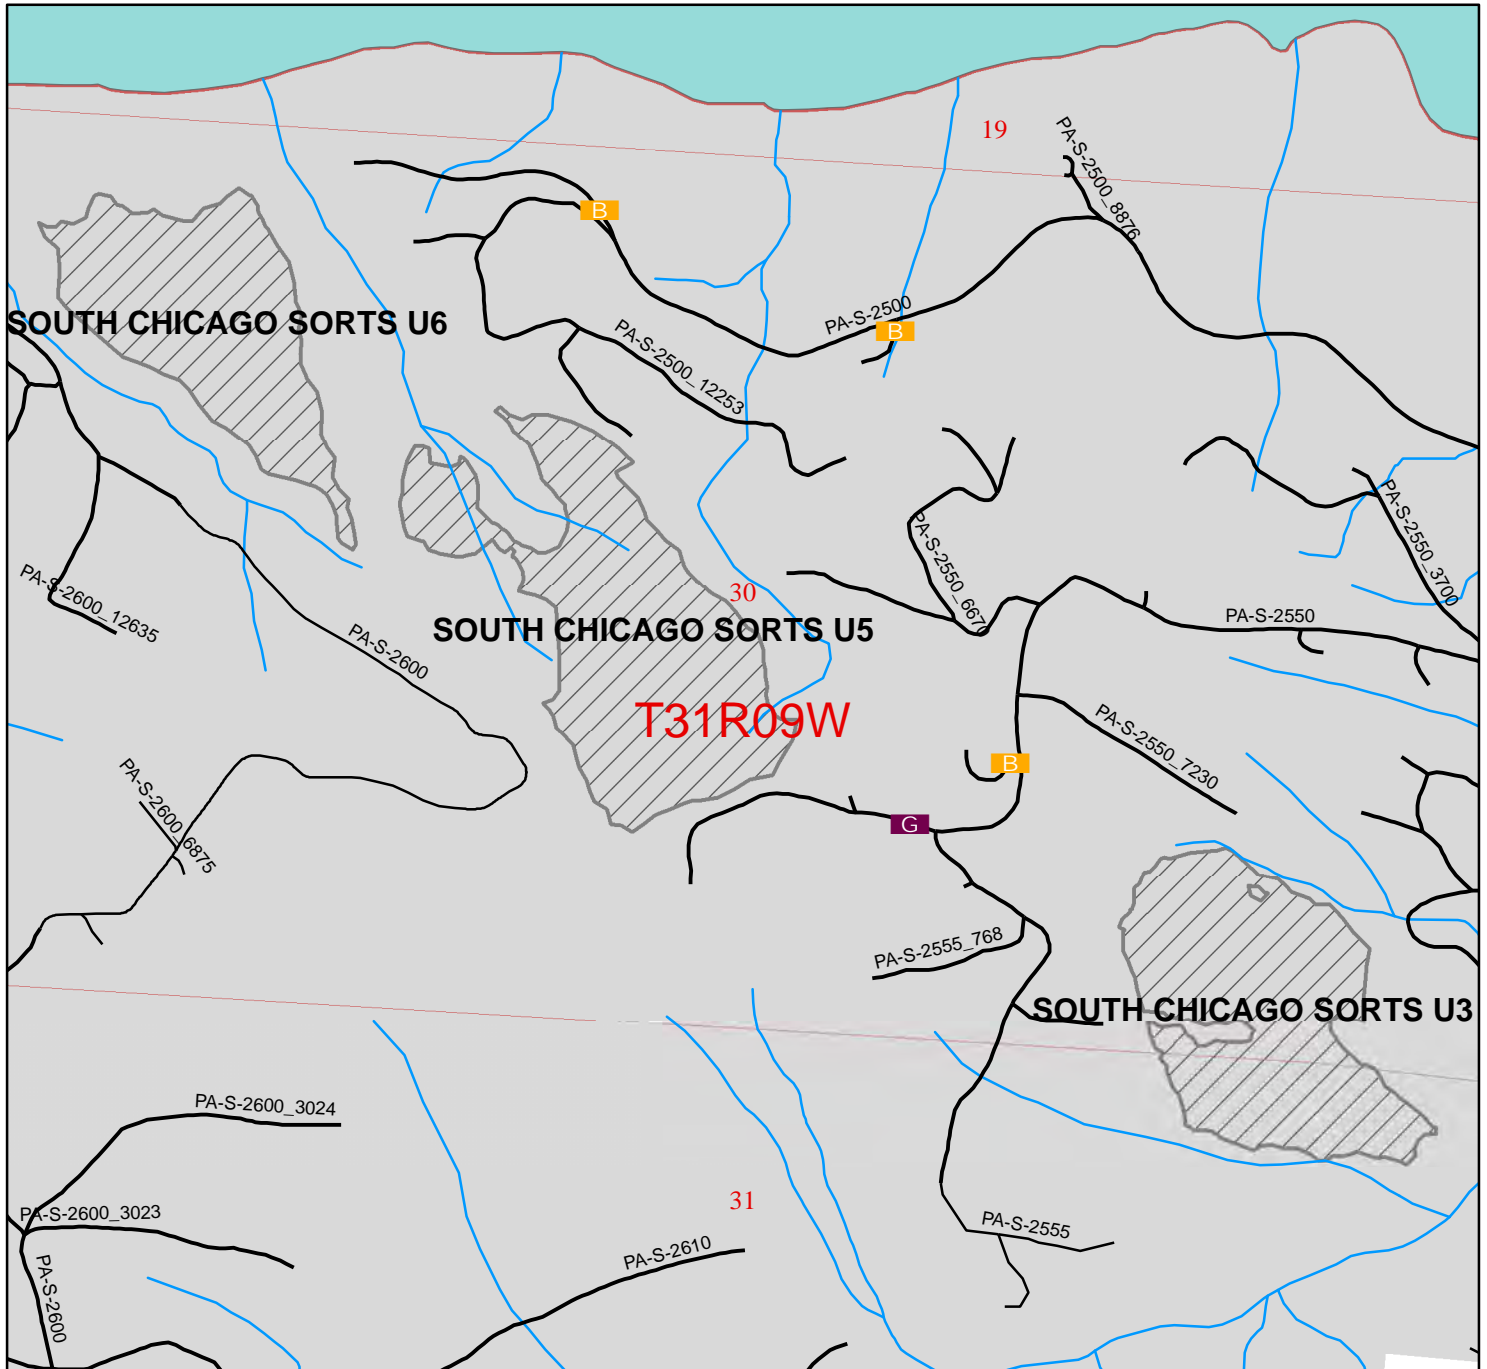 19
PA-S-2500_8876
B
PA-S-2500
B
SOUTH CHICAGO SORTS U6
PA-S-2500_12253
PA-S-2550_3700
PA-S-2550_6670
PA-S-2600_12635
30
PA-S-2550
SOUTH CHICAGO SORTS U5
PA-S-2600
T31R09W
PA-S-2550_7230
B
PA-S-2600_6875
G
PA-S-2555_768
SOUTH CHICAGO SORTS U3
PA-S-2600_3024
31
PA-S-2600_3023
PA-S-2555
PA-S-2610
PA-S-2600